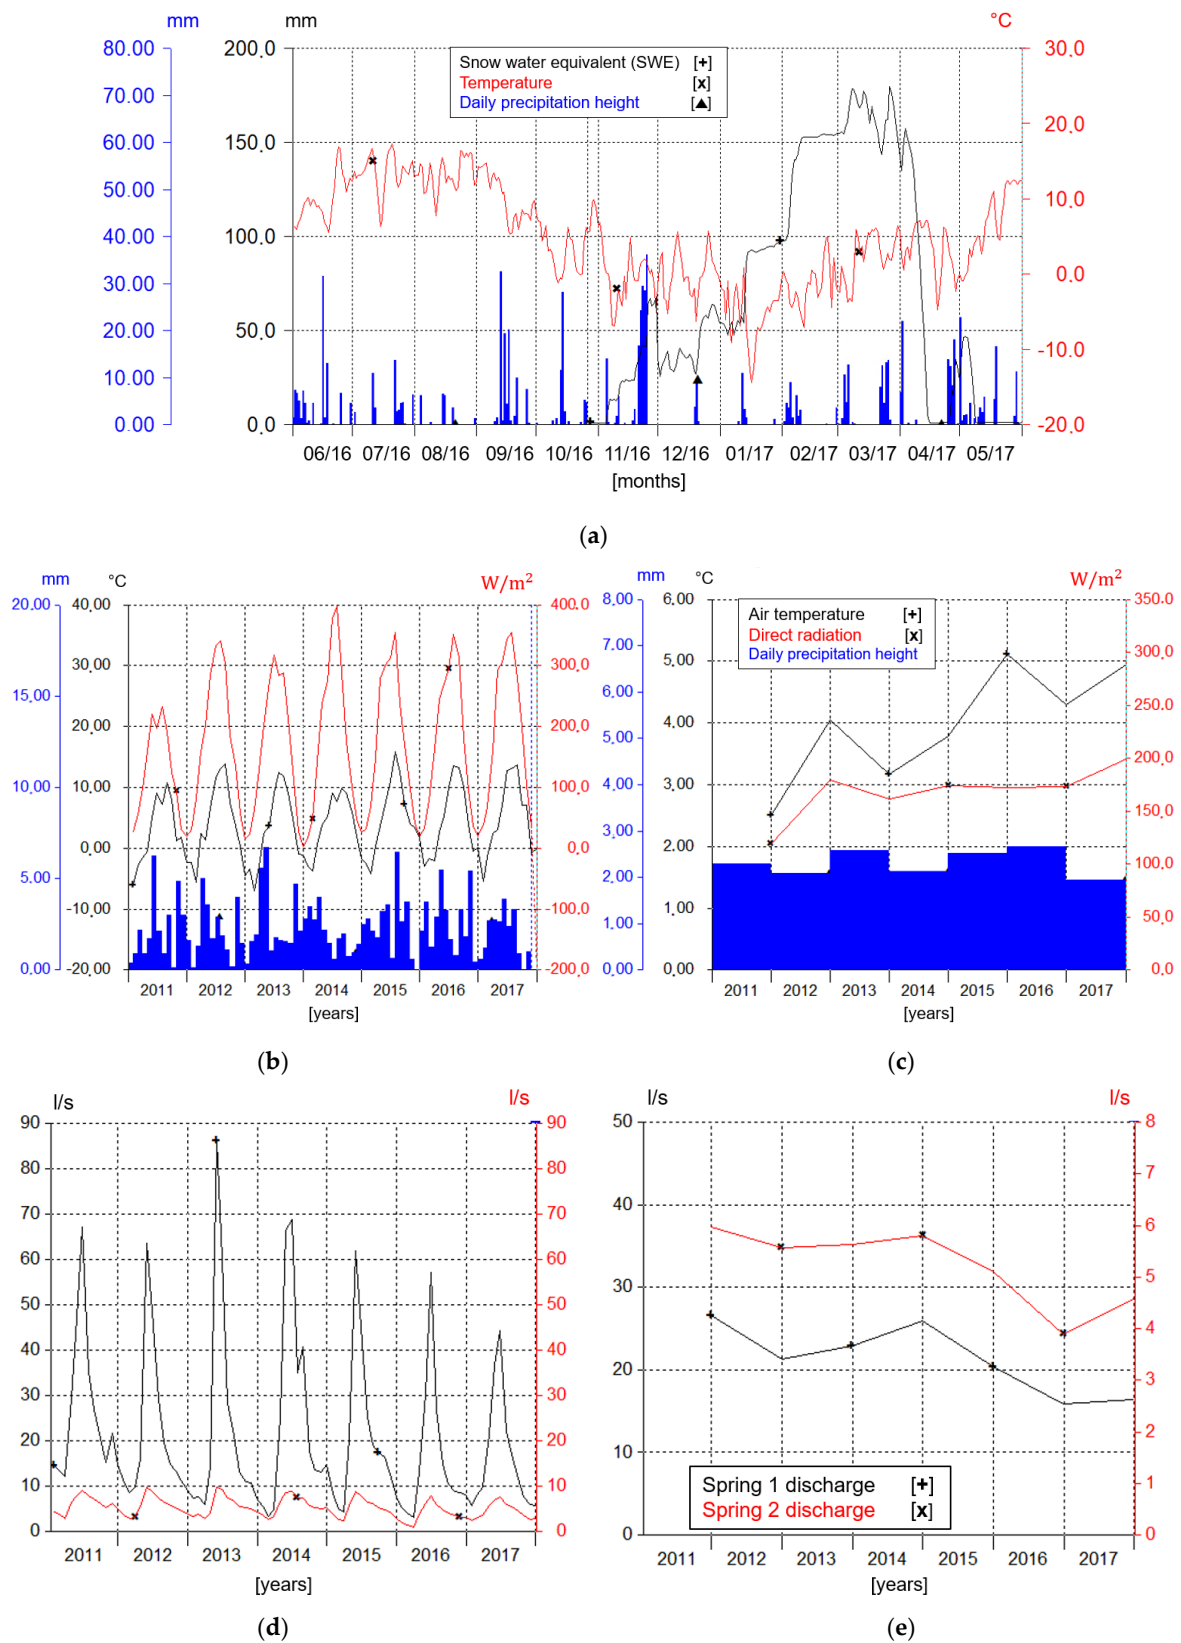 mm mm °C
80.00 200.0 30.0
Snow water equivalent (SWE) [+]
Temperature [x]
Daily precipitation height [▲]
70.00
60.00 150.0 20.0
50.00 10.0
40.00 100.0
30.00 0.0
20.00 50.0
10.00 -10.0
0.00 0.0 -20.0
06/16 07/16 08/16 09/16 10/16 11/16 12/16 01/17 02/17 03/17 04/17 05/17
[months]
(a)
mm °C W/m²
20.00 40.00 400.0
30.00 300.0
15.00
20.00 200.0
10.00 10.00 100.0
0.00 0.0
5.00
-10.00 -100.0
0.00 -20.00 -200.0
2011 2012 2013 2014 2015 2016 2017
[years]
(b)
mm °C W/m²
8.00 6.00 350.0
Air temperature [+]
Direct radiation [x]
Daily precipitation height
7.00
300.0
6.00 5.00
250.0
5.00 4.00
200.0
4.00 3.00
150.0
3.00 2.00
100.0
2.00
1.00 1.00 50.0
0.00 0.00 0.0
2011 2012 2013 2014 2015 2016 2017
[years]
(c)
l/s l/s
90 90
80 80
70 70
60 60
50 50
40 40
30 30
20 20
10 10
0 0
2011 2012 2013 2014 2015 2016 2017
[years]
(d)
l/s l/s
50 8
7
40
6
30 5
4
20
3
10 2
Spring 1 discharge [+]
Spring 2 discharge [x]
1
0 0
2011 2012 2013 2014 2015 2016 2017
[years]
(e)